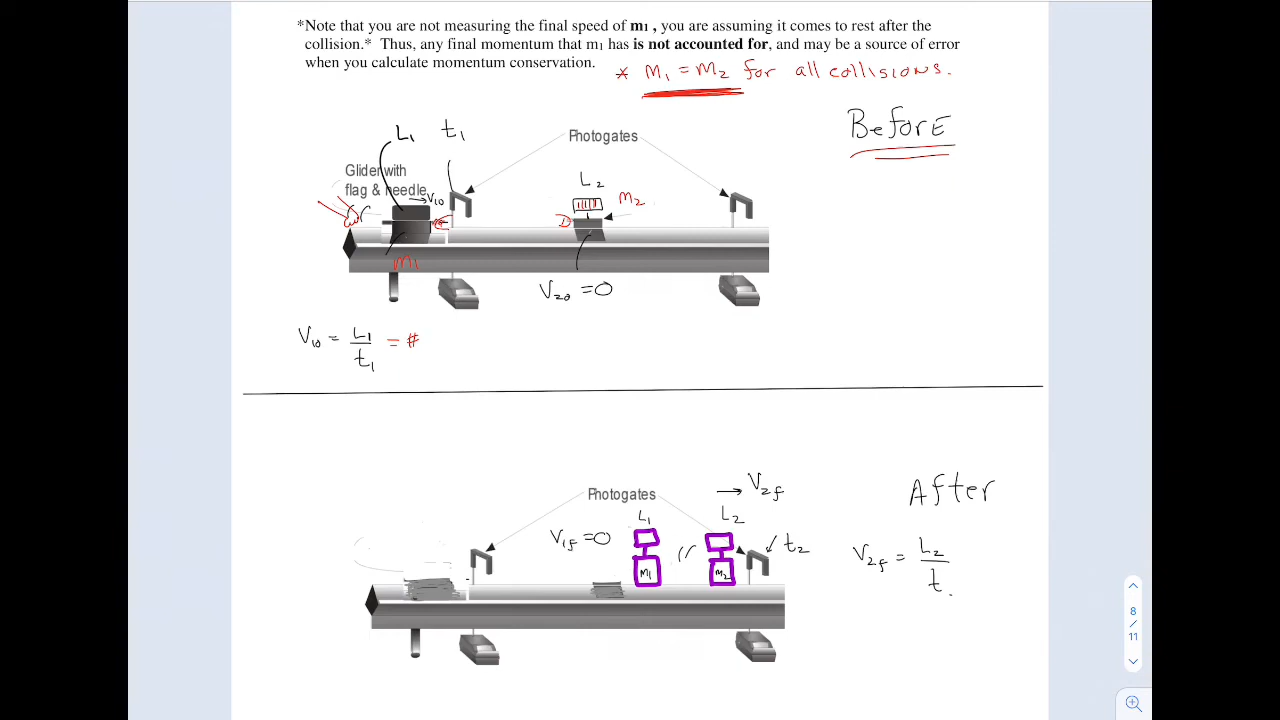 *Note that you are not measuring the final speed of m1 , you are assuming it comes to rest after the
collision.* Thus, any final momentum that m1 has is not accounted for, and may be a source of error
when you calculate momentum conservation.
* M1 = M2 for all collisions.
Before
L1 t1
Photogates
Glider with
flag & needle
V10
L2
M2
m1
V20 = 0
V10 = L1 / t1 = #
After
Photogates
V2f
V1f = 0
L1
L2
t2
m1
m2
V2f = L2 / t
8
/
11